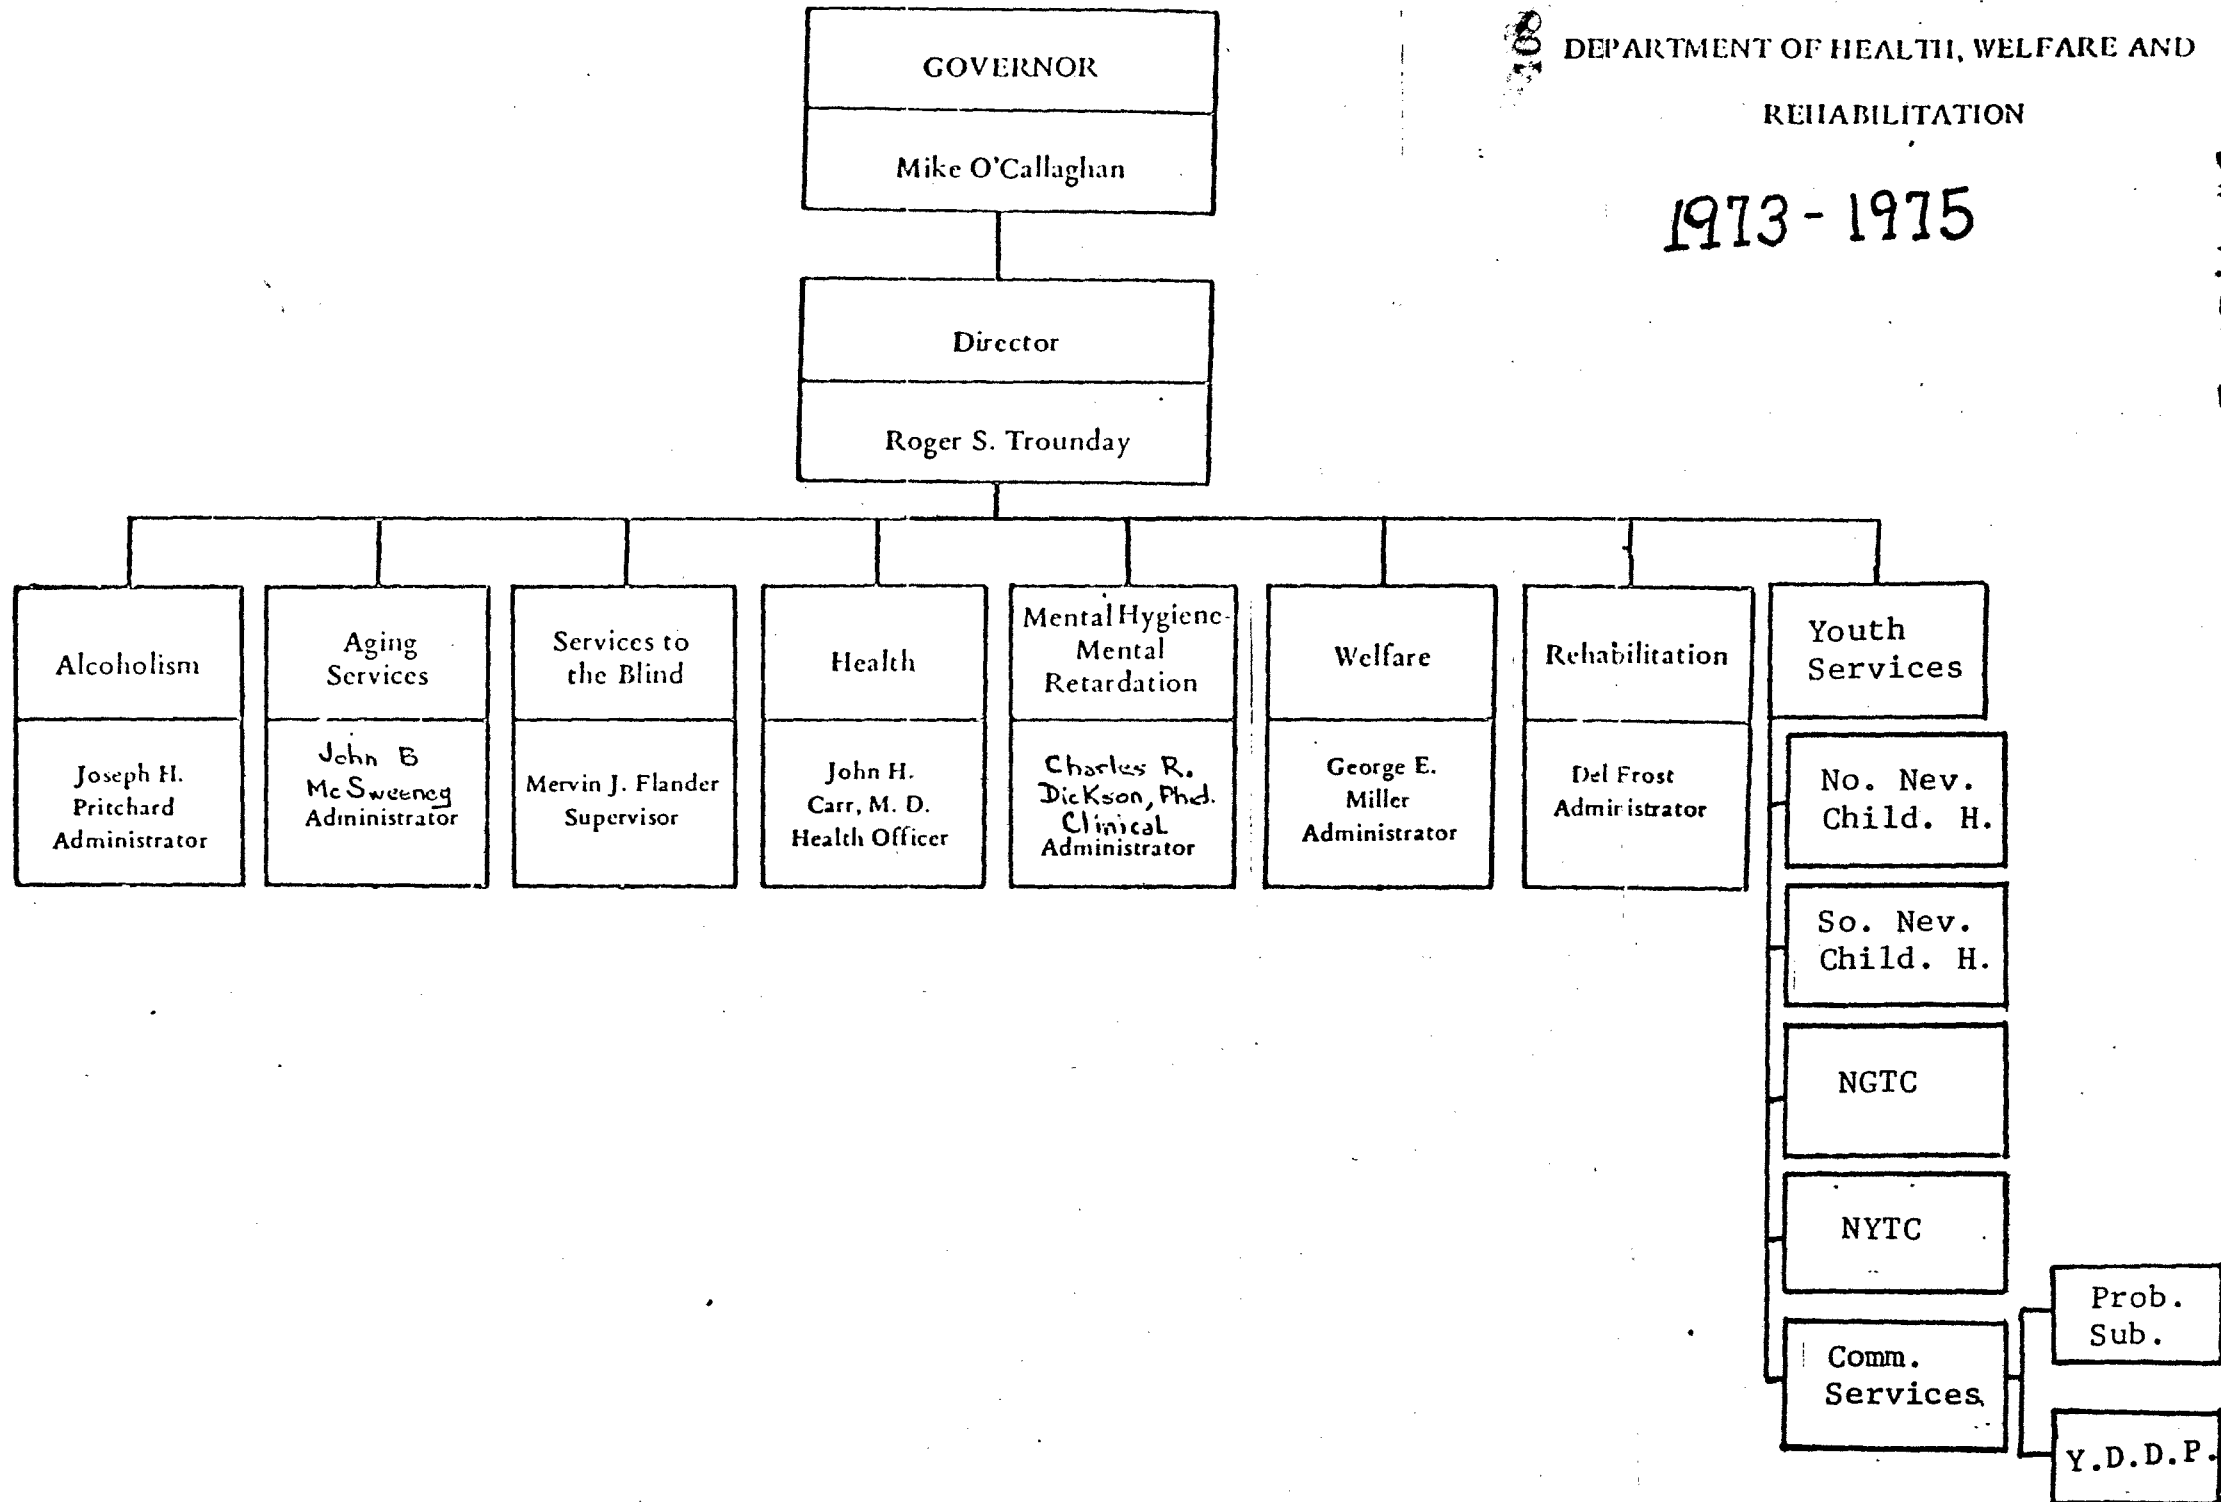 GOVERNOR
Mike O'Callaghan
DEPARTMENT OF HEALTH, WELFARE AND
REHABILITATION
1973 - 1975
Director
Roger S. Trounday
Alcoholism
Joseph H.
Pritchard
Administrator
Aging
Services
John B
McSweeney
Administrator
Services to
the Blind
Mervin J. Flander
Supervisor
Health
John H.
Carr, M. D.
Health Officer
Mental Hygiene-
Mental
Retardation
Charles R.
Dickson, Phd.
Clinical
Administrator
Welfare
George E.
Miller
Administrator
Rehabilitation
Del Frost
Administrator
Youth
Services
No. Nev.
Child. H.
So. Nev.
Child. H.
NGTC
NYTC
Comm.
Services
Prob.
Sub.
Y.D.D.P.